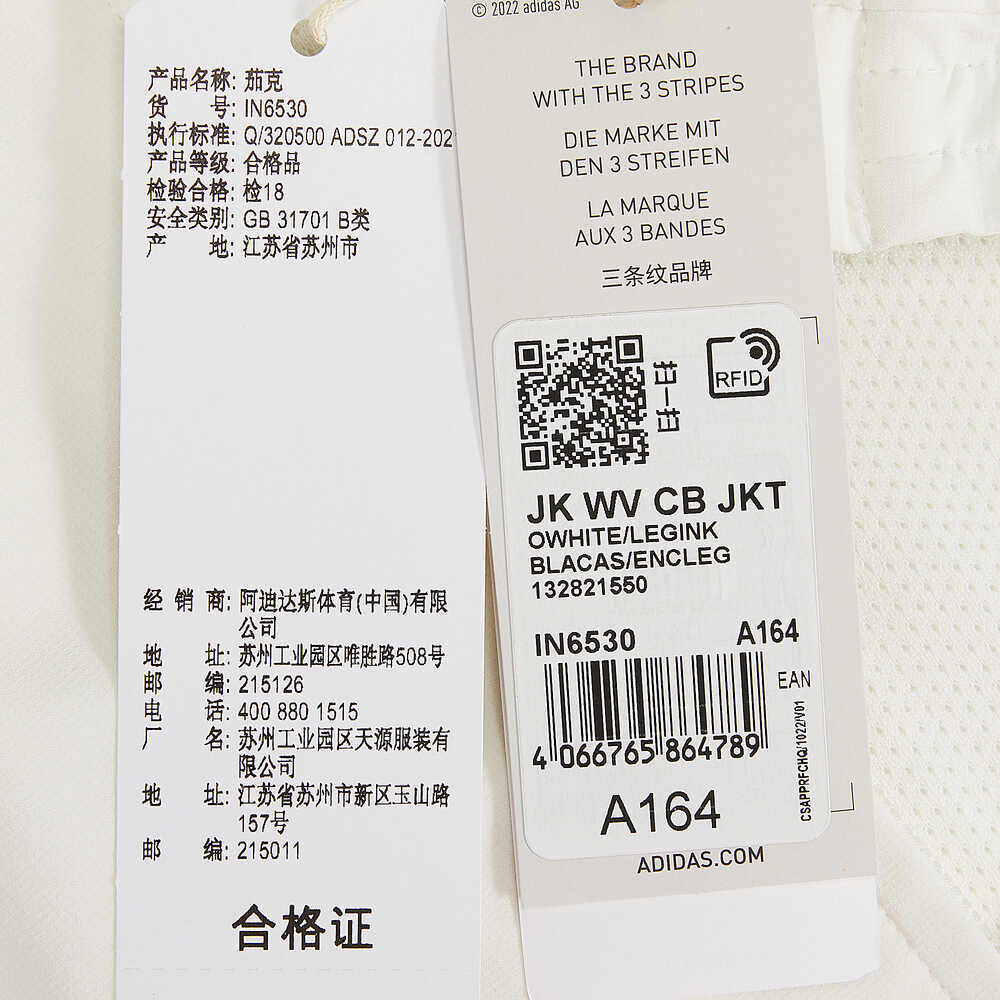 产品名称: 茄克
货 号: IN6530
执行标准: Q/320500 ADSZ 012-202
产品等级: 合格品
检验合格: 检18
安全类别: GB 31701 B类
产 地: 江苏省苏州市
经 销 商: 阿迪达斯体育(中国)有限
公司
地 址: 苏州工业园区唯胜路508号
邮 编: 215126
电 话: 400 880 1515
厂 名: 苏州工业园区天源服装有
限公司
地 址: 江苏省苏州市新区玉山路
157号
邮 编: 215011
合格证
© 2022 adidas AG
THE BRAND
WITH THE 3 STRIPES
DIE MARKE MIT
DEN 3 STREIFEN
LA MARQUE
AUX 3 BANDES
三条纹品牌
扫一扫
RFID
JK WV CB JKT
OWHITE/LEGINK
BLACAS/ENCLEG
132821550
IN6530 A164
EAN
4 066765 864789
CSAPPRFCHQ/1022/V01
A164
ADIDAS.COM